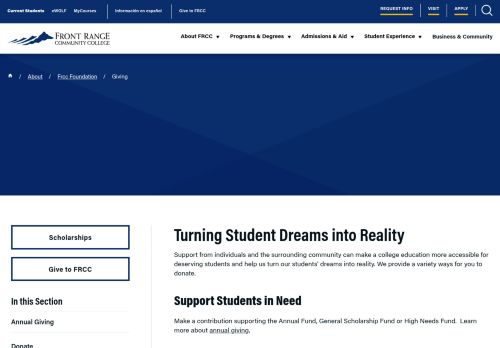 Current Students eWOLF MyCourses Información en español Give to FRCC REQUEST INFO VISIT APPLY
FRONT RANGE
COMMUNITY COLLEGE
About FRCC Programs & Degrees Admissions & Aid Student Experience Business & Community
/ About / Frcc Foundation / Giving
Scholarships
Give to FRCC
In this Section
Annual Giving
Donate
Turning Student Dreams into Reality
Support from individuals and the surrounding community can make a college education more accessible for
deserving students and help us turn our students' dreams into reality. We provide a variety ways for you to
donate.
Support Students in Need
Make a contribution supporting the Annual Fund, General Scholarship Fund or High Needs Fund. Learn
more about annual giving.